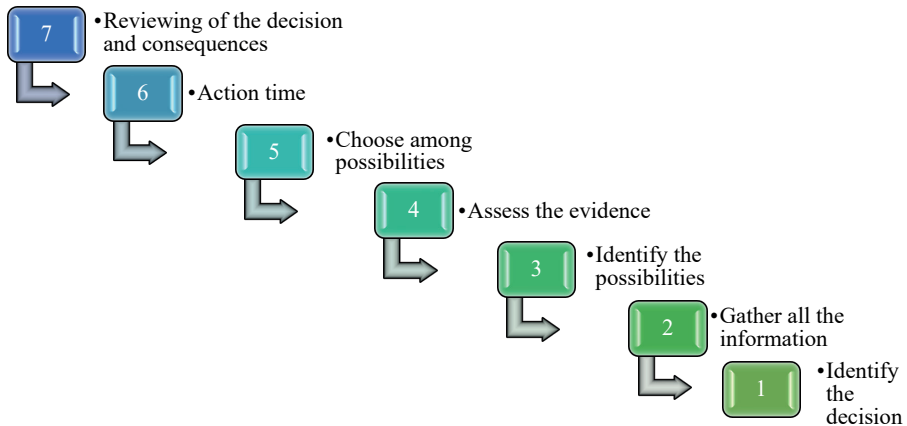 7
•Reviewing of the decision
and consequences
6
•Action time
5
•Choose among
possibilities
4
•Assess the evidence
3
•Identify the
possibilities
2
•Gather all the
information
1
•Identify
the
decision